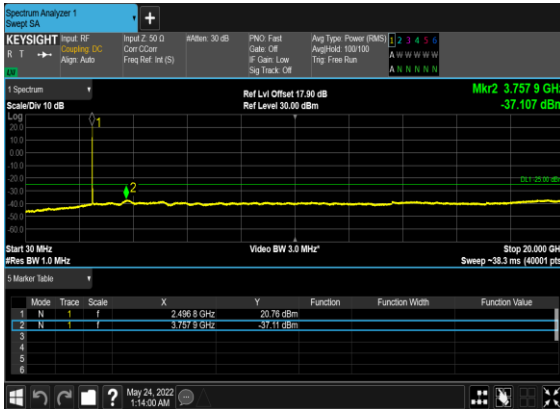 Spectrum Analyzer 1
Swept SA
+
KEYSIGHT Input: RF Input Z: 50 Ω #Atten: 30 dB PNO: Fast Avg Type: Power (RMS) 1 2 3 4 5 6
R T Coupling: DC Corr CCorr Gate: Off Avg|Hold: 100/100 A W W W W W
Align: Auto Freq Ref: Int (S) IF Gain: Low Trig: Free Run
Sig Track: Off A N N N N N
LXI
1 Spectrum
Ref Lvl Offset 17.90 dB Mkr2 3.757 9 GHz
Scale/Div 10 dB Ref Level 30.00 dBm -37.107 dBm
Log
1
20.0
10.0
0.00
-10.0
-20.0
DL1 -25.00 dBm
-30.0
2
-40.0
-50.0
-60.0
Start 30 MHz Video BW 3.0 MHz* Stop 20.000 GHz
#Res BW 1.0 MHz Sweep ~38.3 ms (40001 pts)
5 Marker Table
Mode Trace Scale X Y Function Function Width Function Value
1 N 1 f 2.496 8 GHz 20.76 dBm
2 N 1 f 3.757 9 GHz -37.11 dBm
3
4
5
6
? May 24, 2022
1:14:00 AM